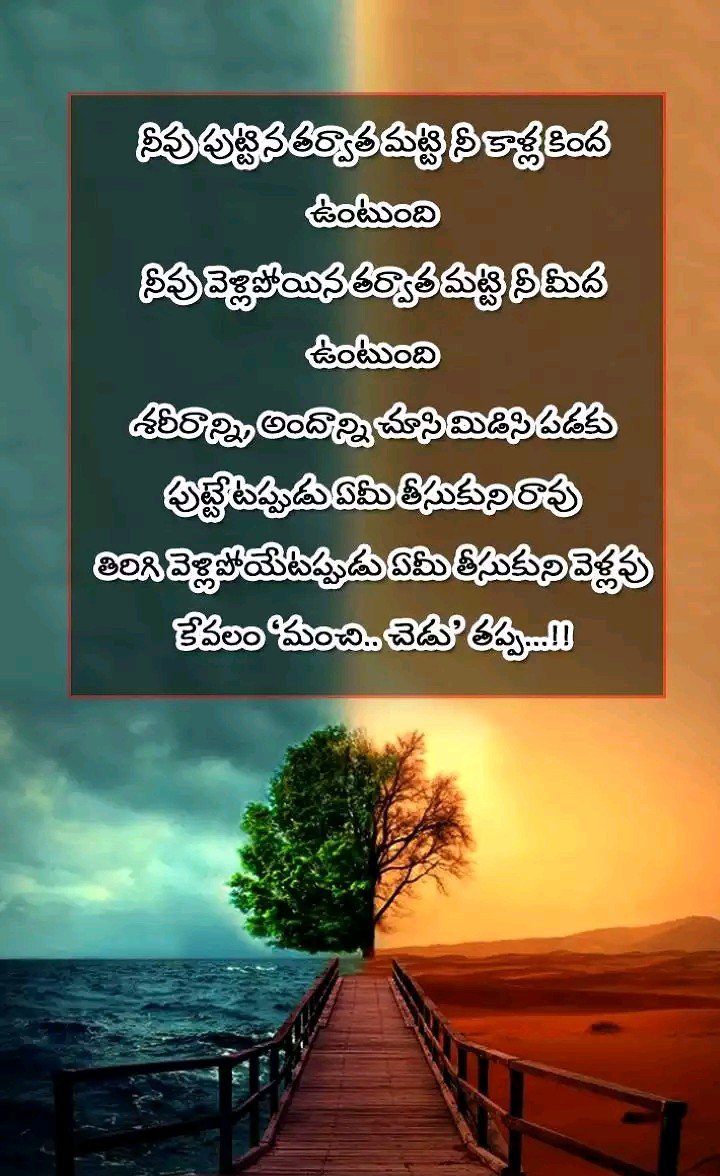 నీవు పుట్టిన తర్వాత మట్టి నీ కాళ్ల కింద
ఉంటుంది
నీవు వెళ్లిపోయిన తర్వాత మట్టి నీ మీద
ఉంటుంది
శరీరాన్ని, అందాన్ని చూసి మిడిసి పడకు
పుట్టేటప్పుడు ఏమీ తీసుకుని రావు
తిరిగి వెళ్లిపోయేటప్పుడు ఏమీ తీసుకుని వెళ్లవు
కేవలం ‘మంచి.. చెడు’ తప్ప...!!